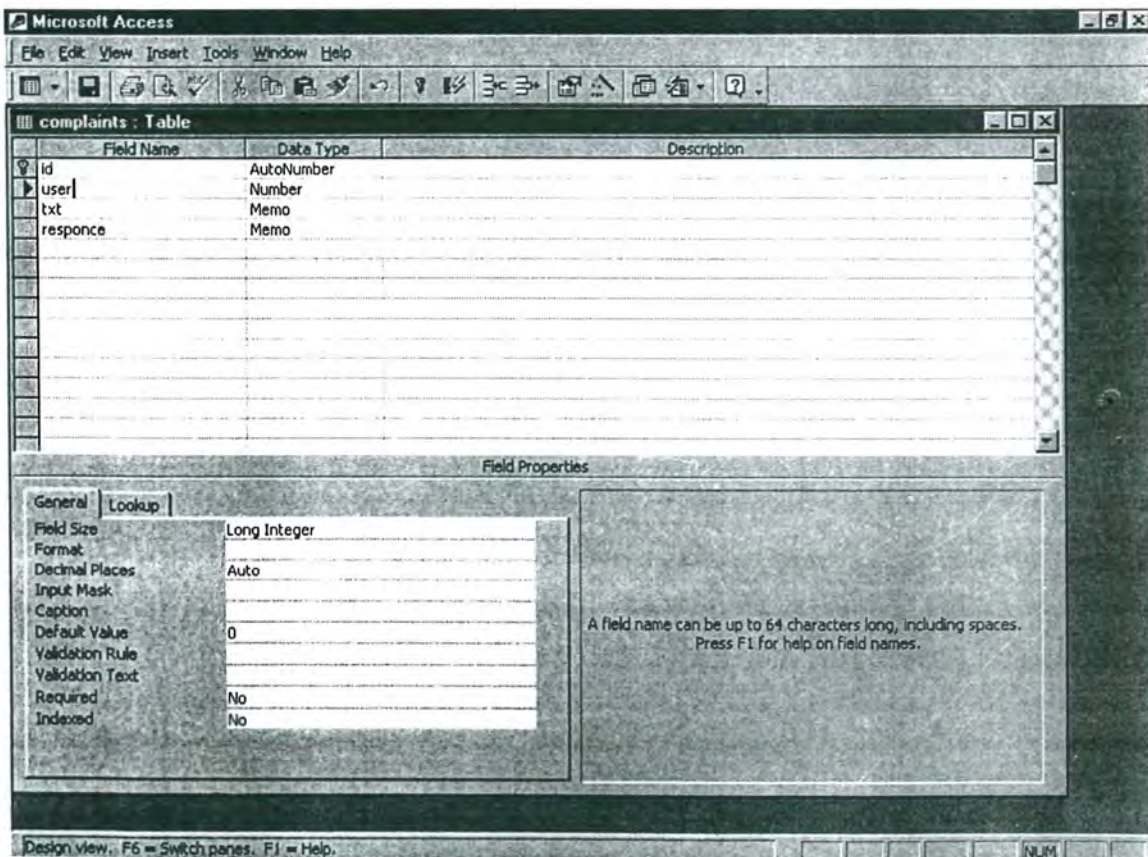 Microsoft Access
File Edit View Insert Tools Window Help
complaints : Table
Field Name Data Type Description
id AutoNumber
user Number
txt Memo
responce Memo
Field Properties
General Lookup
Field Size Long Integer
Format
Decimal Places Auto
Input Mask
Caption
Default Value 0
Validation Rule
Validation Text
Required No
Indexed No
A field name can be up to 64 characters long, including spaces.
Press F1 for help on field names.
Design view. F6 = Switch panes. F1 = Help. NUM